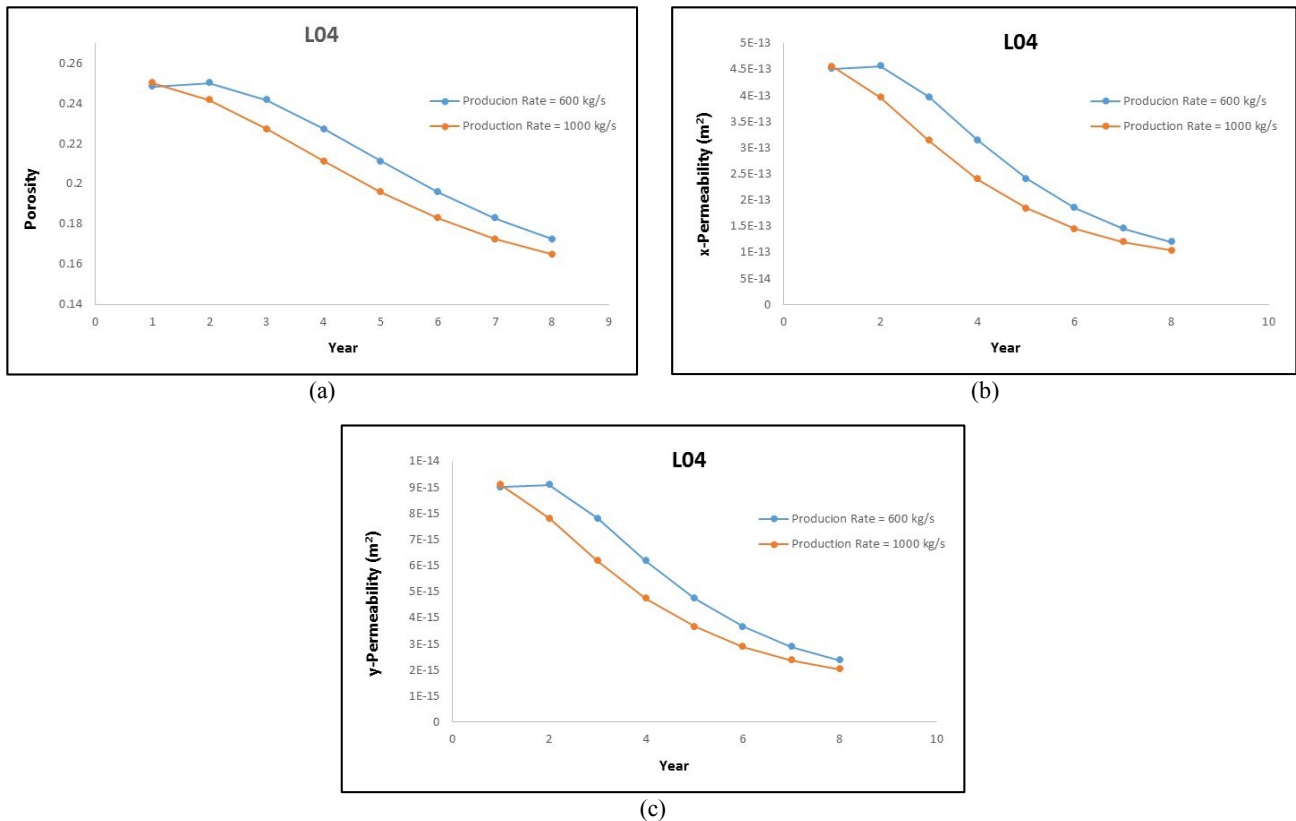 L04
0.26
0.24
0.22
0.2
0.18
0.16
0.14
Porosity
Producion Rate = 600 kg/s
Production Rate = 1000 kg/s
0 1 2 3 4 5 6 7 8 9
Year
(a)
L04
5E-13
4.5E-13
4E-13
3.5E-13
3E-13
2.5E-13
2E-13
1.5E-13
1E-13
5E-14
0
x-Permeability (m²)
Producion Rate = 600 kg/s
Production Rate = 1000 kg/s
0 2 4 6 8 10
Year
(b)
L04
1E-14
9E-15
8E-15
7E-15
6E-15
5E-15
4E-15
3E-15
2E-15
1E-15
0
y-Permeability (m²)
Producion Rate = 600 kg/s
Production Rate = 1000 kg/s
0 2 4 6 8 10
Year
(c)